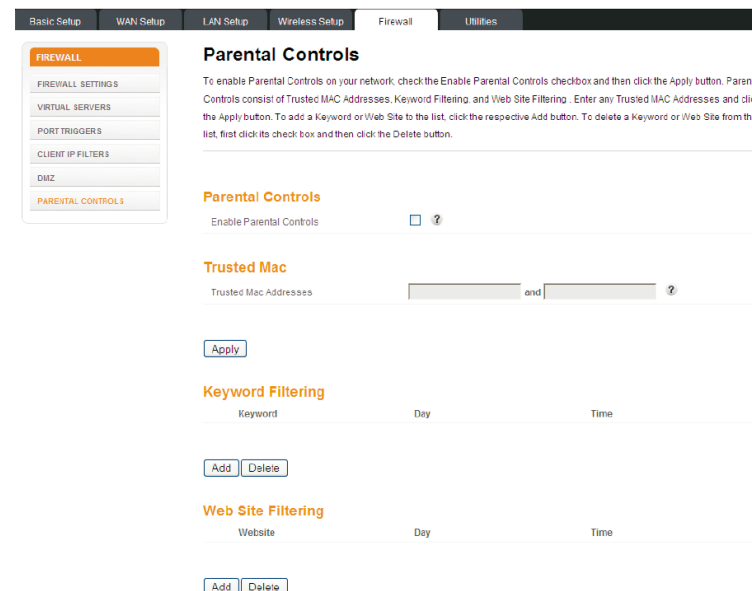 Basic Setup WAN Setup LAN Setup Wireless Setup Firewall Utilities
FIREWALL
FIREWALL SETTINGS
VIRTUAL SERVERS
PORT TRIGGERS
CLIENT IP FILTERS
DMZ
PARENTAL CONTROLS
Parental Controls
To enable Parental Controls on your network, check the Enable Parental Controls checkbox and then click the Apply button. Paren
Controls consist of Trusted MAC Addresses, Keyword Filtering, and Web Site Filtering . Enter any Trusted MAC Addresses and cli
the Apply button. To add a Keyword or Web Site to the list, click the respective Add button. To delete a Keyword or Web Site from th
list, first click its check box and then click the Delete button.
Parental Controls
Enable Parental Controls ?
Trusted Mac
Trusted Mac Addresses and ?
Apply
Keyword Filtering
Keyword Day Time
Add Delete
Web Site Filtering
Website Day Time
Add Delete